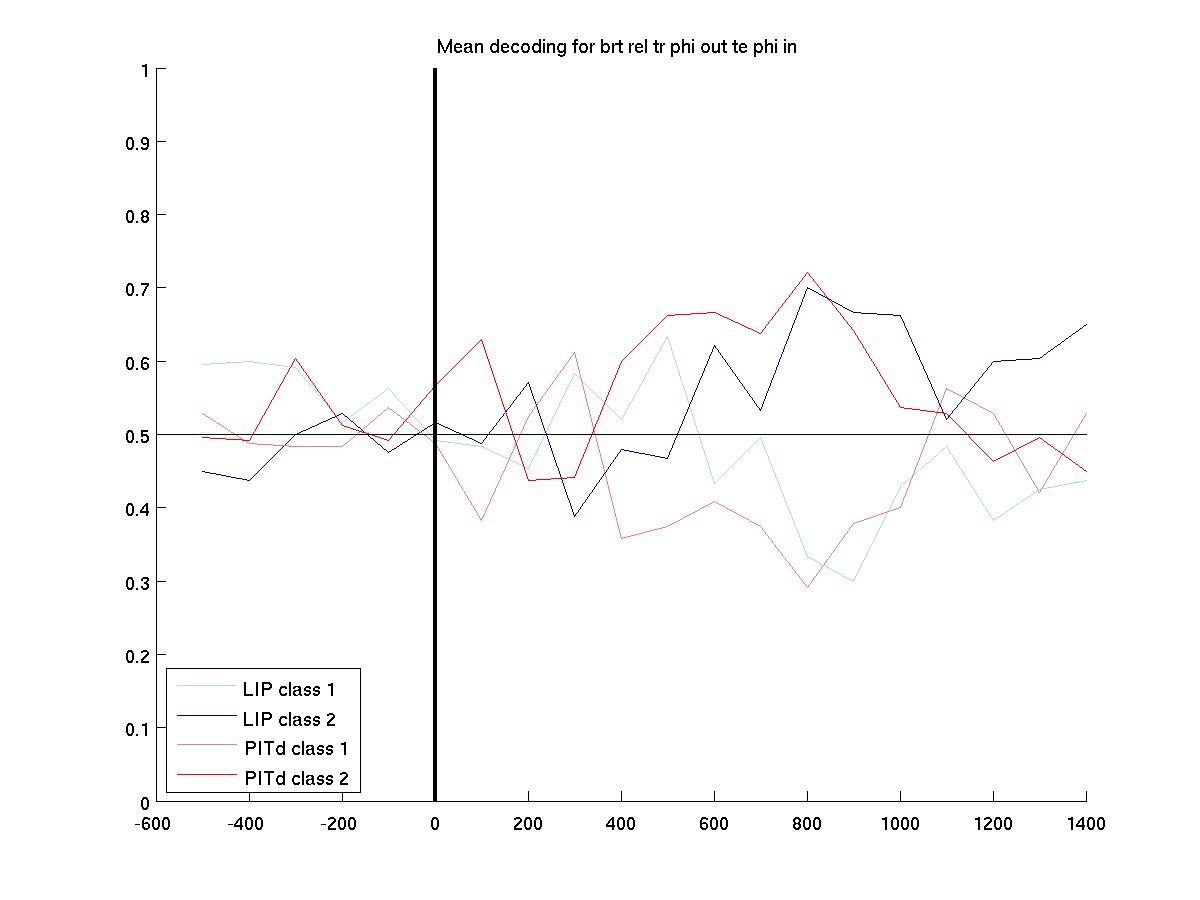 Mean decoding for brt rel tr phi out te phi in
1
0.9
0.8
0.7
0.6
0.5
0.4
0.3
0.2
0.1
0
LIP class 1
LIP class 2
PITd class 1
PITd class 2
-600 -400 -200 0 200 400 600 800 1000 1200 1400